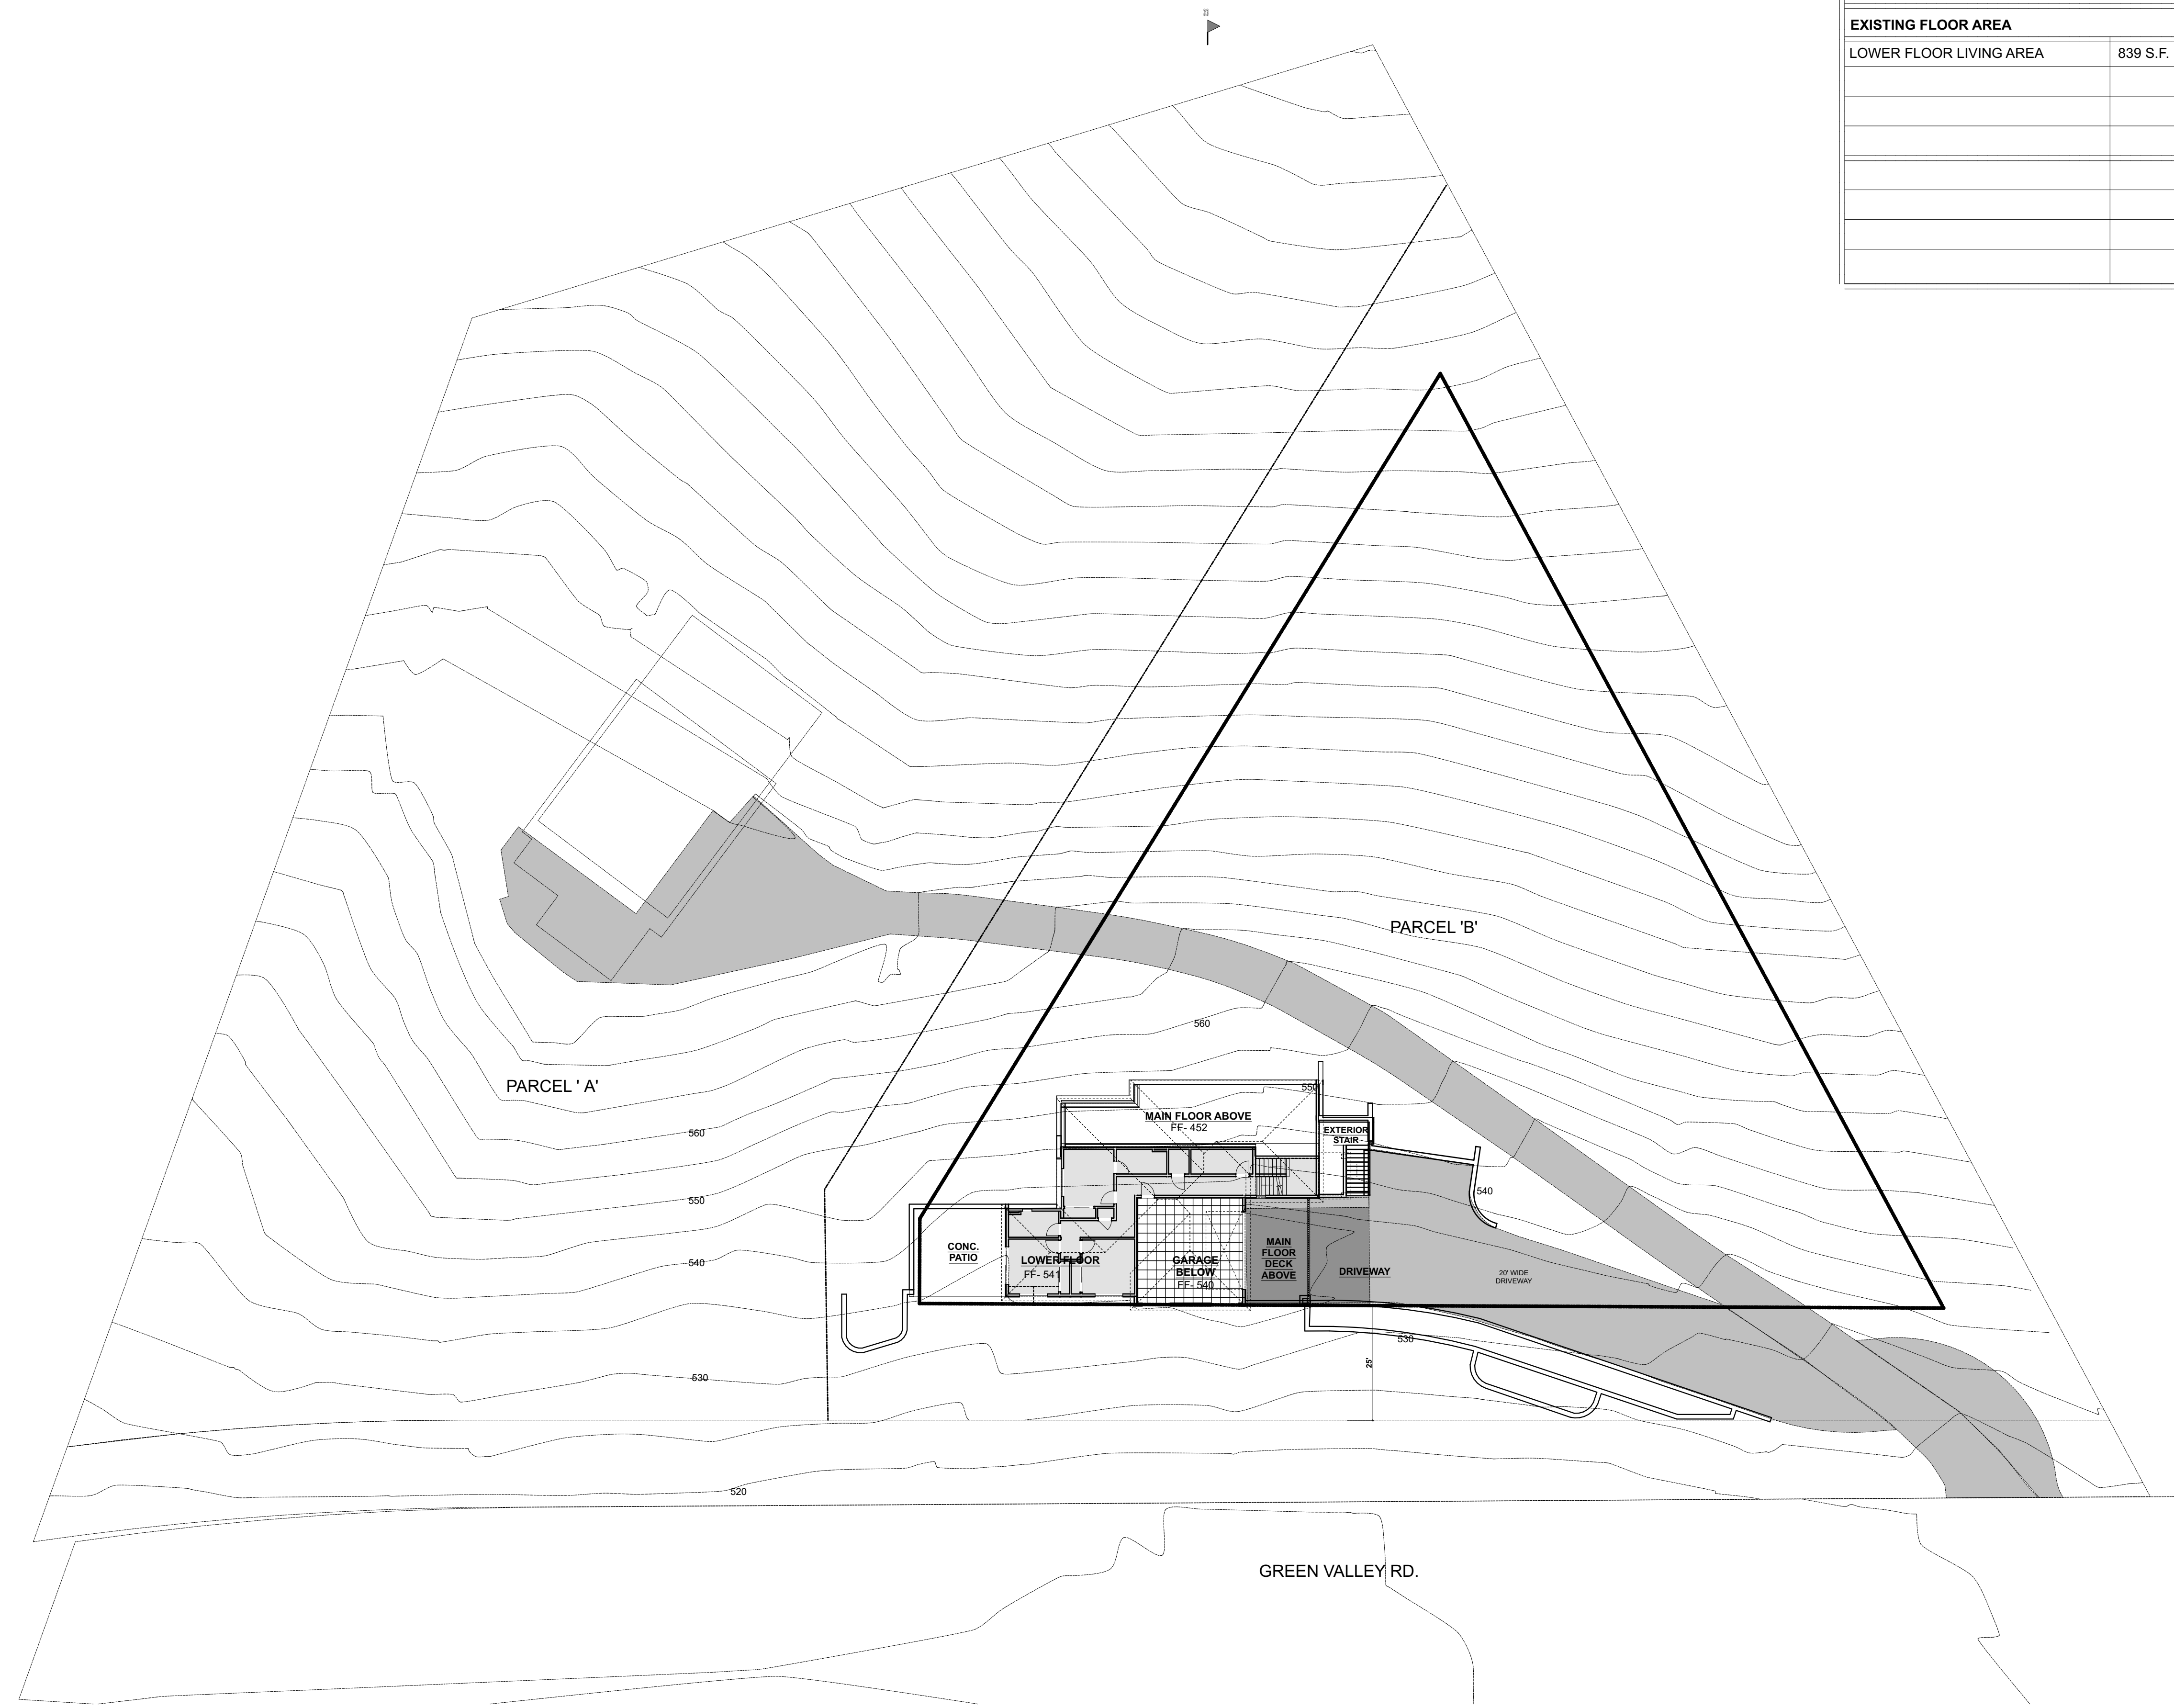 EXISTING FLOOR AREA
LOWER FLOOR LIVING AREA 839 S.F.
PARCEL 'B'
560
PARCEL ' A'
550
MAIN FLOOR ABOVE
FF- 452
EXTERIOR
STAIR
560
550
540
540
CONC.
PATIO
LOWER FLOOR
FF- 541
GARAGE
BELOW
FF- 540
MAIN
FLOOR
DECK
ABOVE
DRIVEWAY
20' WIDE
DRIVEWAY
530
25'
530
520
GREEN VALLEY RD.